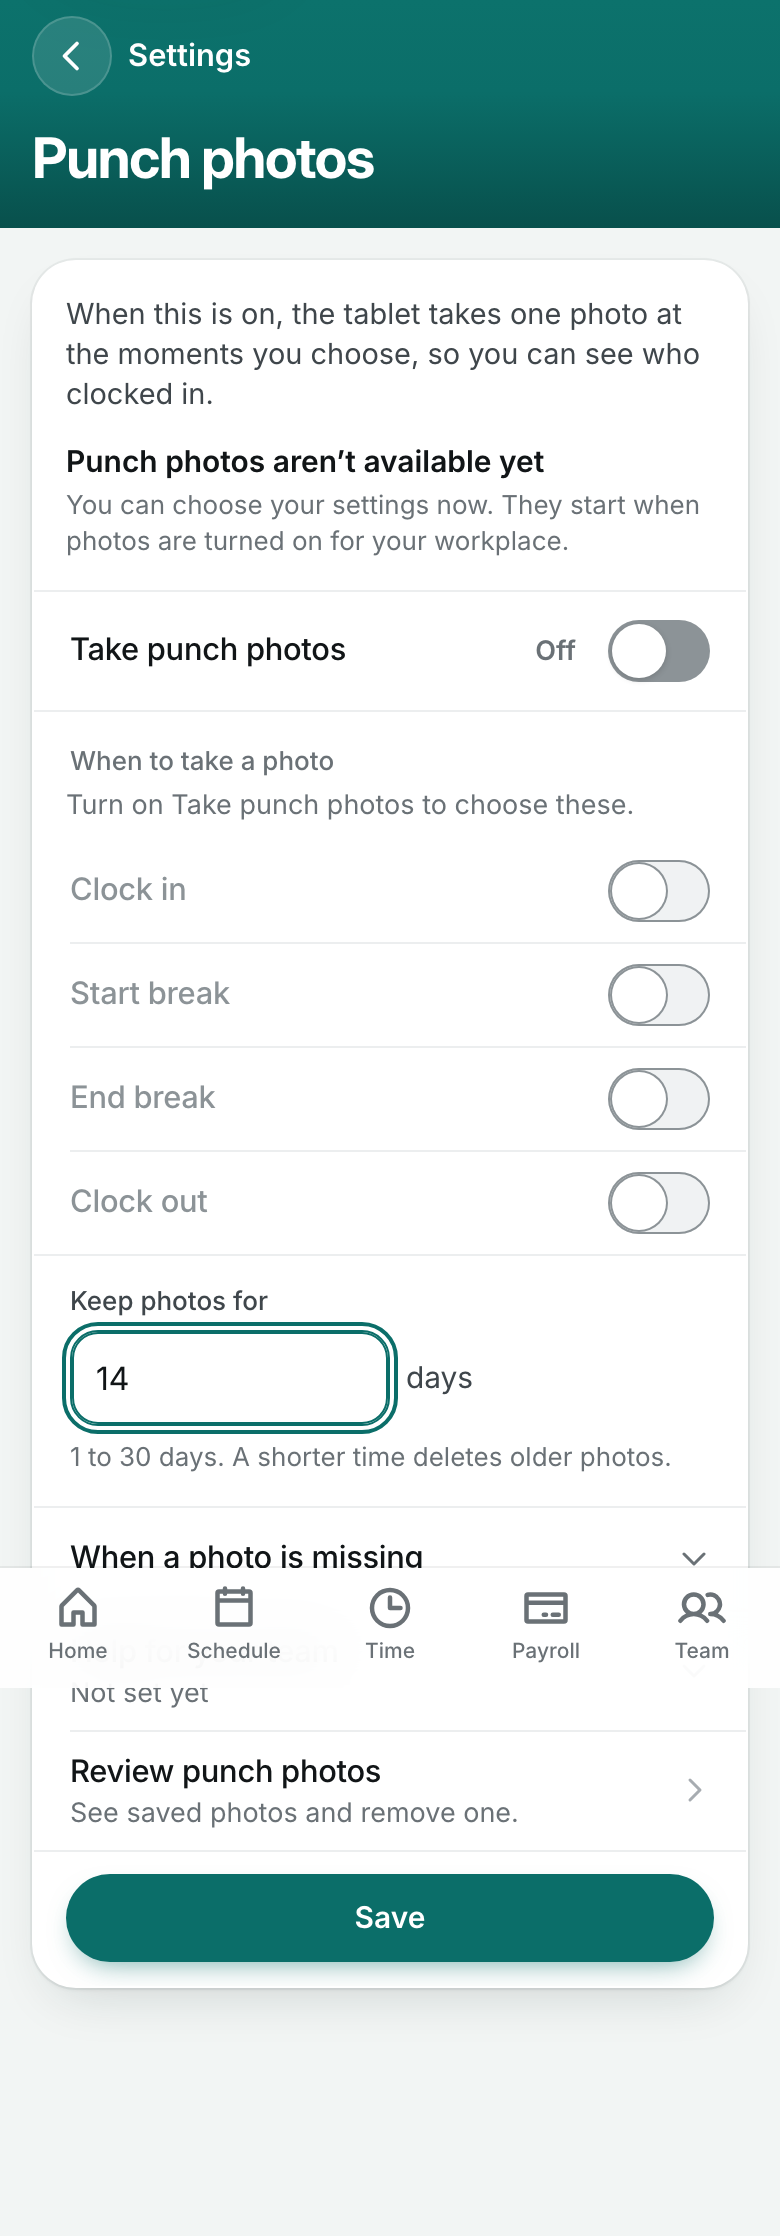 Settings
Punch photos
When this is on, the tablet takes one photo at
the moments you choose, so you can see who
clocked in.
Punch photos aren’t available yet
You can choose your settings now. They start when
photos are turned on for your workplace.
Take punch photos
Off
When to take a photo
Turn on Take punch photos to choose these.
Clock in
Start break
End break
Clock out
Keep photos for
14
days
1 to 30 days. A shorter time deletes older photos.
When a photo is missing
Home
Schedule
Time
Payroll
Team
Not set yet
Review punch photos
See saved photos and remove one.
Save